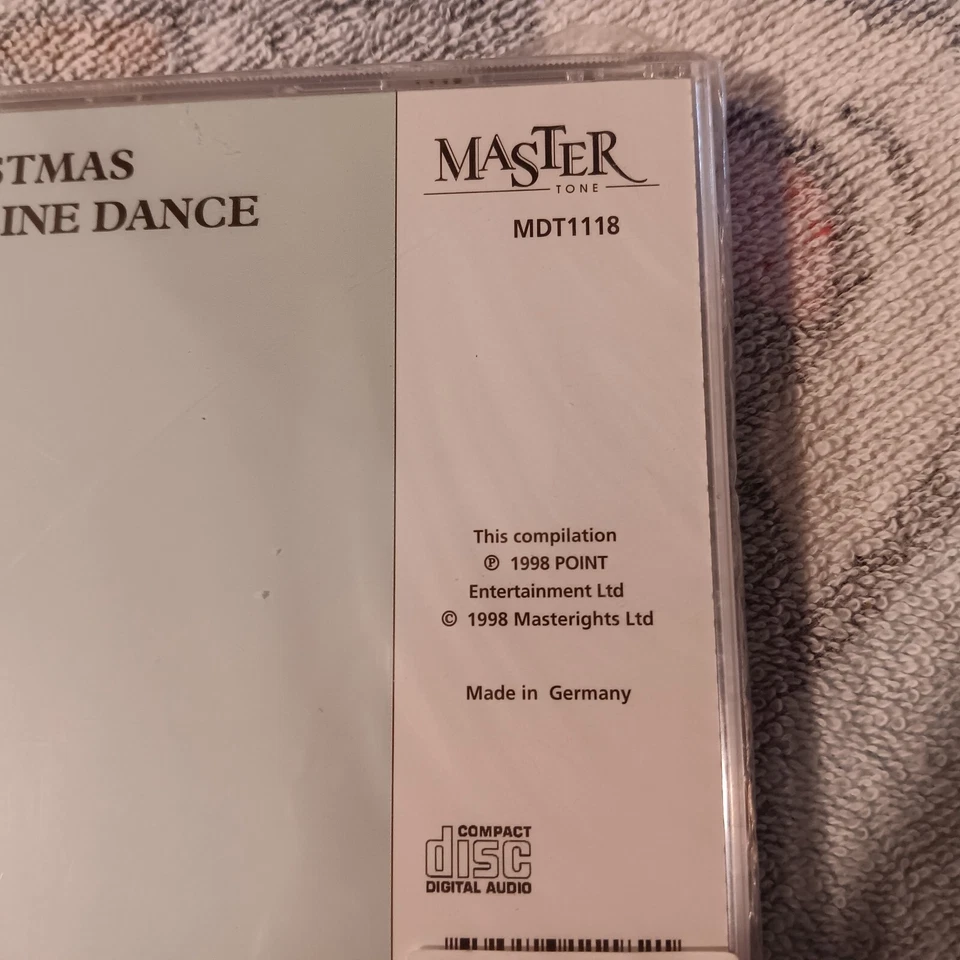 STMAS
INE DANCE
MASTER
TONE
MDT1118
This compilation
℗ 1998 POINT
Entertainment Ltd
© 1998 Masterights Ltd
Made in Germany
COMPACT
disc
DIGITAL AUDIO